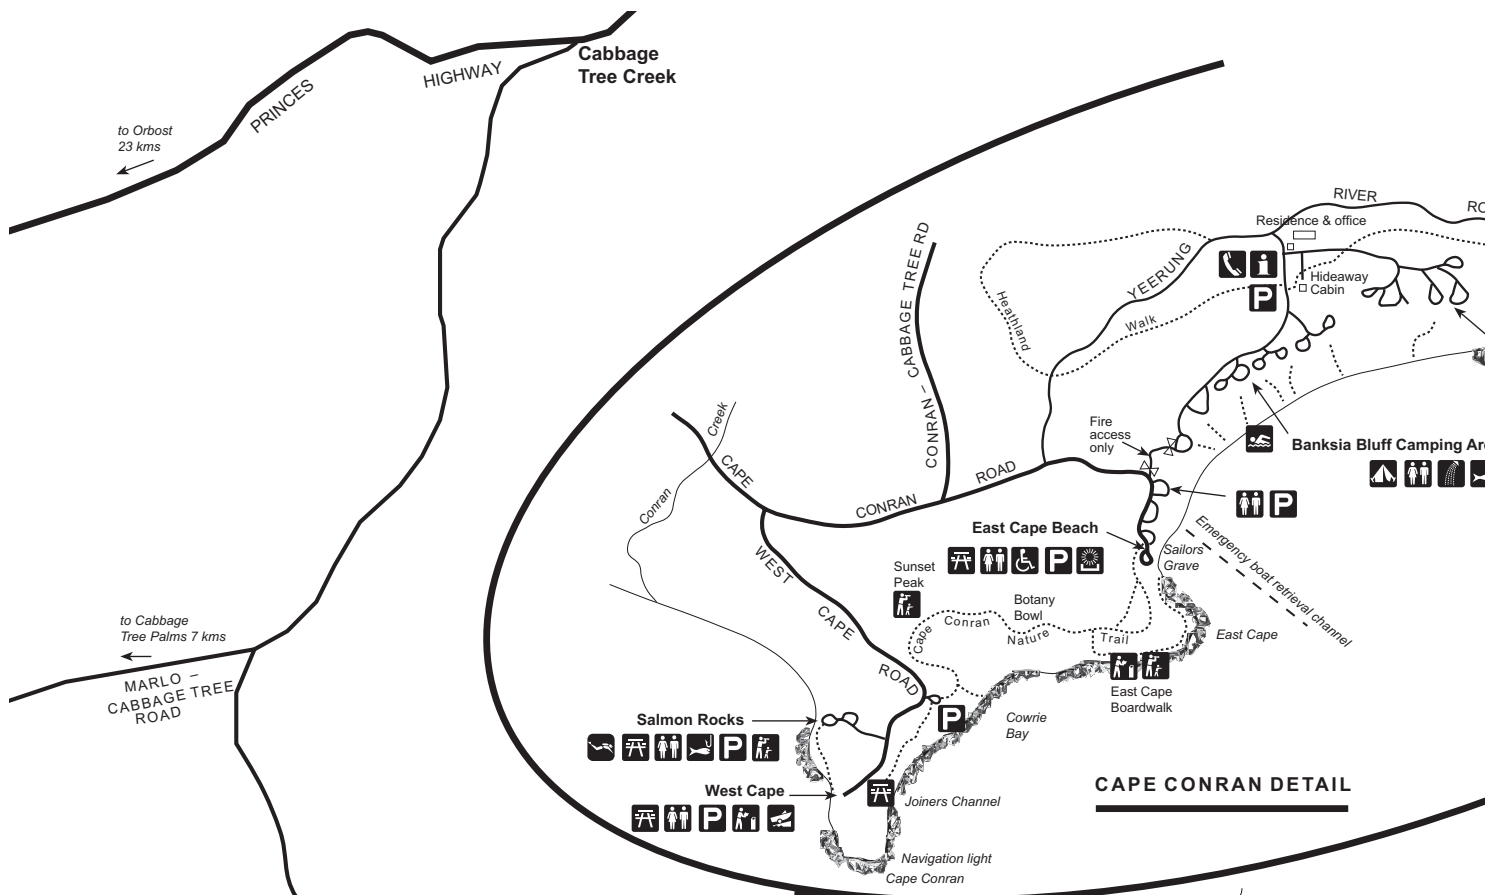 Cabbage
Tree Creek
PRINCES
HIGHWAY
to Orbost
23 kms
RIVER
Residence & office
YEERUNG
Hideaway
Cabin
P
Heathland
Walk
CONRAN – CABBAGE TREE RD
Fire
access
only
Creek
Conran
CAPE
CONRAN
ROAD
Banksia Bluff Camping
P
East Cape Beach
P
Sailors
Grave
Emergency boat retrieval channel
Sunset
Peak
Botany
Bowl
Cape
Conran
Nature
Trail
East Cape
WEST
CAPE
ROAD
to Cabbage
Tree Palms 7 kms
MARLO –
CABBAGE TREE
ROAD
East Cape
Boardwalk
Salmon Rocks
P
P
Cowrie
Bay
West Cape
P
Joiners Channel
CAPE CONRAN DETAIL
Navigation light
Cape Conran